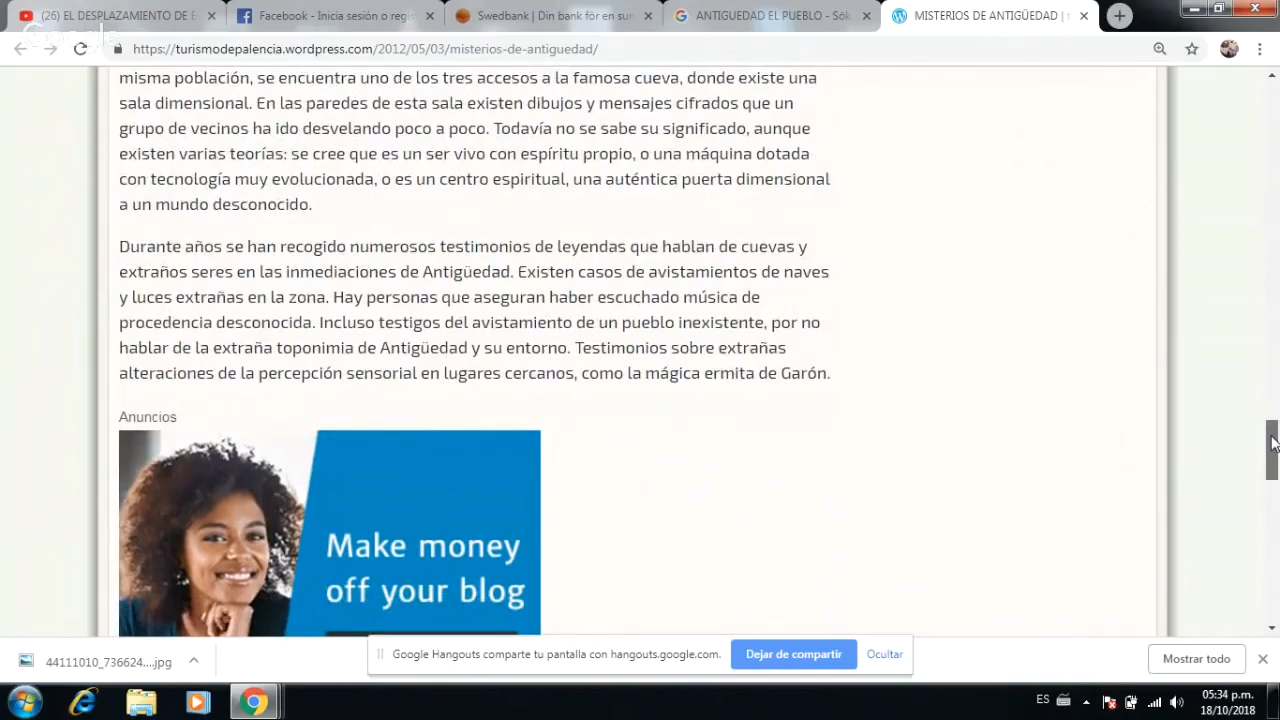 (26) EL DESPLAZAMIENTO DE E
Facebook - Inicia sesión o regi
Swedbank | Din bank för en sun
ANTIGUEDAD EL PUEBLO - Sök
MISTERIOS DE ANTIGÜEDAD | t
Google
https://turismodepalencia.wordpress.com/2012/05/03/misterios-de-antiguedad/
misma población, se encuentra uno de los tres accesos a la famosa cueva, donde existe una
sala dimensional. En las paredes de esta sala existen dibujos y mensajes cifrados que un
grupo de vecinos ha ido desvelando poco a poco. Todavía no se sabe su significado, aunque
existen varias teorías: se cree que es un ser vivo con espíritu propio, o una máquina dotada
con tecnología muy evolucionada, o es un centro espiritual, una auténtica puerta dimensional
a un mundo desconocido.
Durante años se han recogido numerosos testimonios de leyendas que hablan de cuevas y
extraños seres en las inmediaciones de Antigüedad. Existen casos de avistamientos de naves
y luces extrañas en la zona. Hay personas que aseguran haber escuchado música de
procedencia desconocida. Incluso testigos del avistamiento de un pueblo inexistente, por no
hablar de la extraña toponimia de Antigüedad y su entorno. Testimonios sobre extrañas
alteraciones de la percepción sensorial en lugares cercanos, como la mágica ermita de Garón.
Anuncios
Make money
off your blog
44111010_736624....jpg
Google Hangouts comparte tu pantalla con hangouts.google.com.
Dejar de compartir
Ocultar
Mostrar todo
ES
05:34 p.m.
18/10/2018